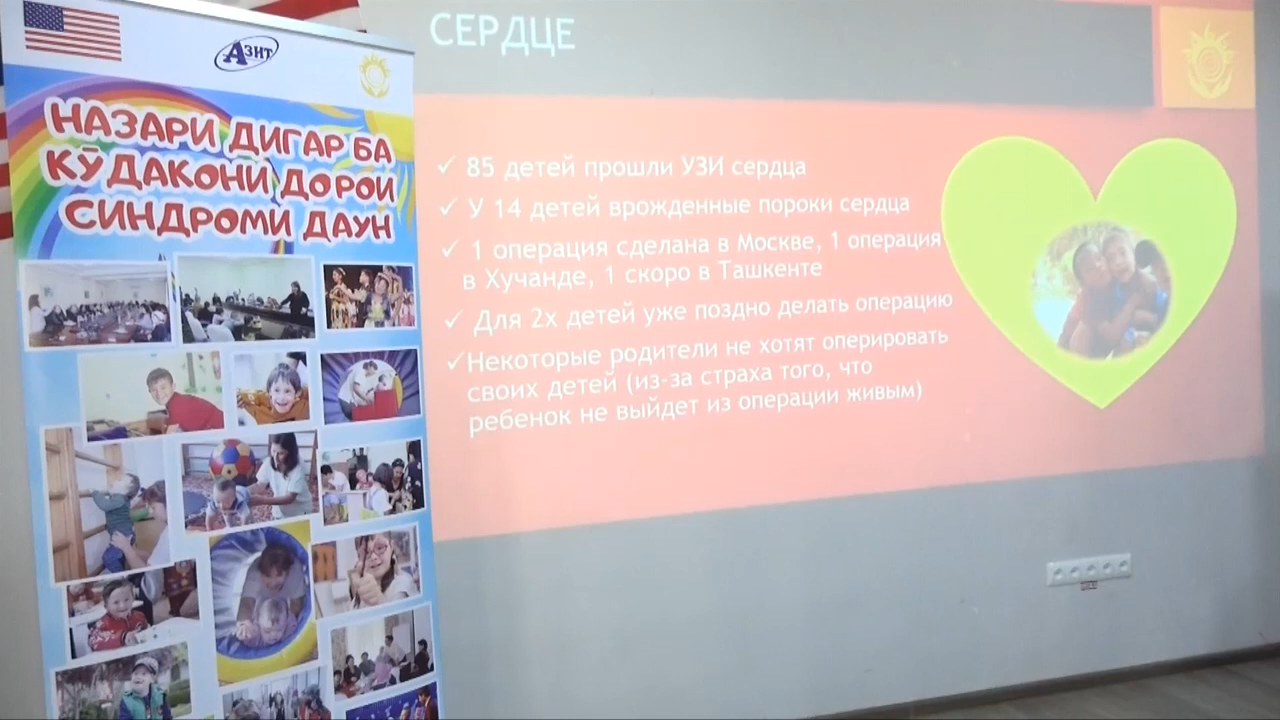 АЗИТ
НАЗАРИ ДИГАР БА
КӮДАКОНИ ДОРОИ
СИНДРОМИ ДАУН
СЕРДЦЕ
✓ 85 детей прошли УЗИ сердца
✓ У 14 детей врожденные пороки сердца
✓ 1 операция сделана в Москве, 1 операция
в Хучанде, 1 скоро в Ташкенте
✓ Для 2х детей уже поздно делать операцию
✓ Некоторые родители не хотят оперировать
своих детей (из-за страха того, что
ребенок не выйдет из операции живым)